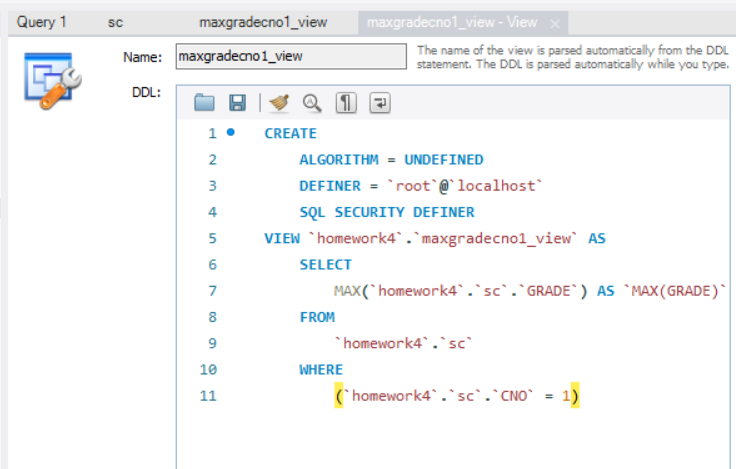 Query 1 sc maxgradecno1_view maxgradecno1_view - View ×
Name: maxgradecno1_view
The name of the view is parsed automatically from the DDL
statement. The DDL is parsed automatically while you type.
DDL:
1 CREATE
2 ALGORITHM = UNDEFINED
3 DEFINER = `root`@`localhost`
4 SQL SECURITY DEFINER
5 VIEW `homework4`.`maxgradecno1_view` AS
6 SELECT
7 MAX(`homework4`.`sc`.`GRADE`) AS `MAX(GRADE)`
8 FROM
9 `homework4`.`sc`
10 WHERE
11 (`homework4`.`sc`.`CNO` = 1)